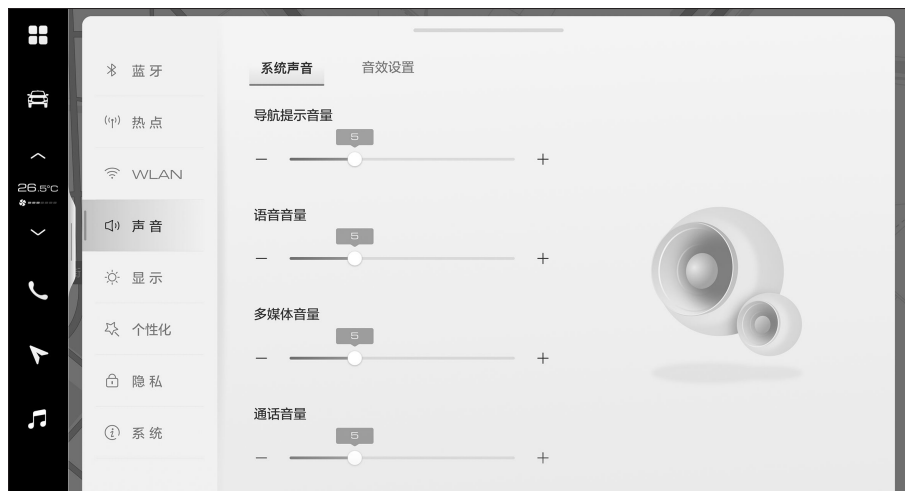 26.5°C
蓝牙
热点
WLAN
声音
显示
个性化
隐私
系统
系统声音 音效设置
导航提示音量
5
− +
语音音量
5
− +
多媒体音量
5
− +
通话音量
5
− +